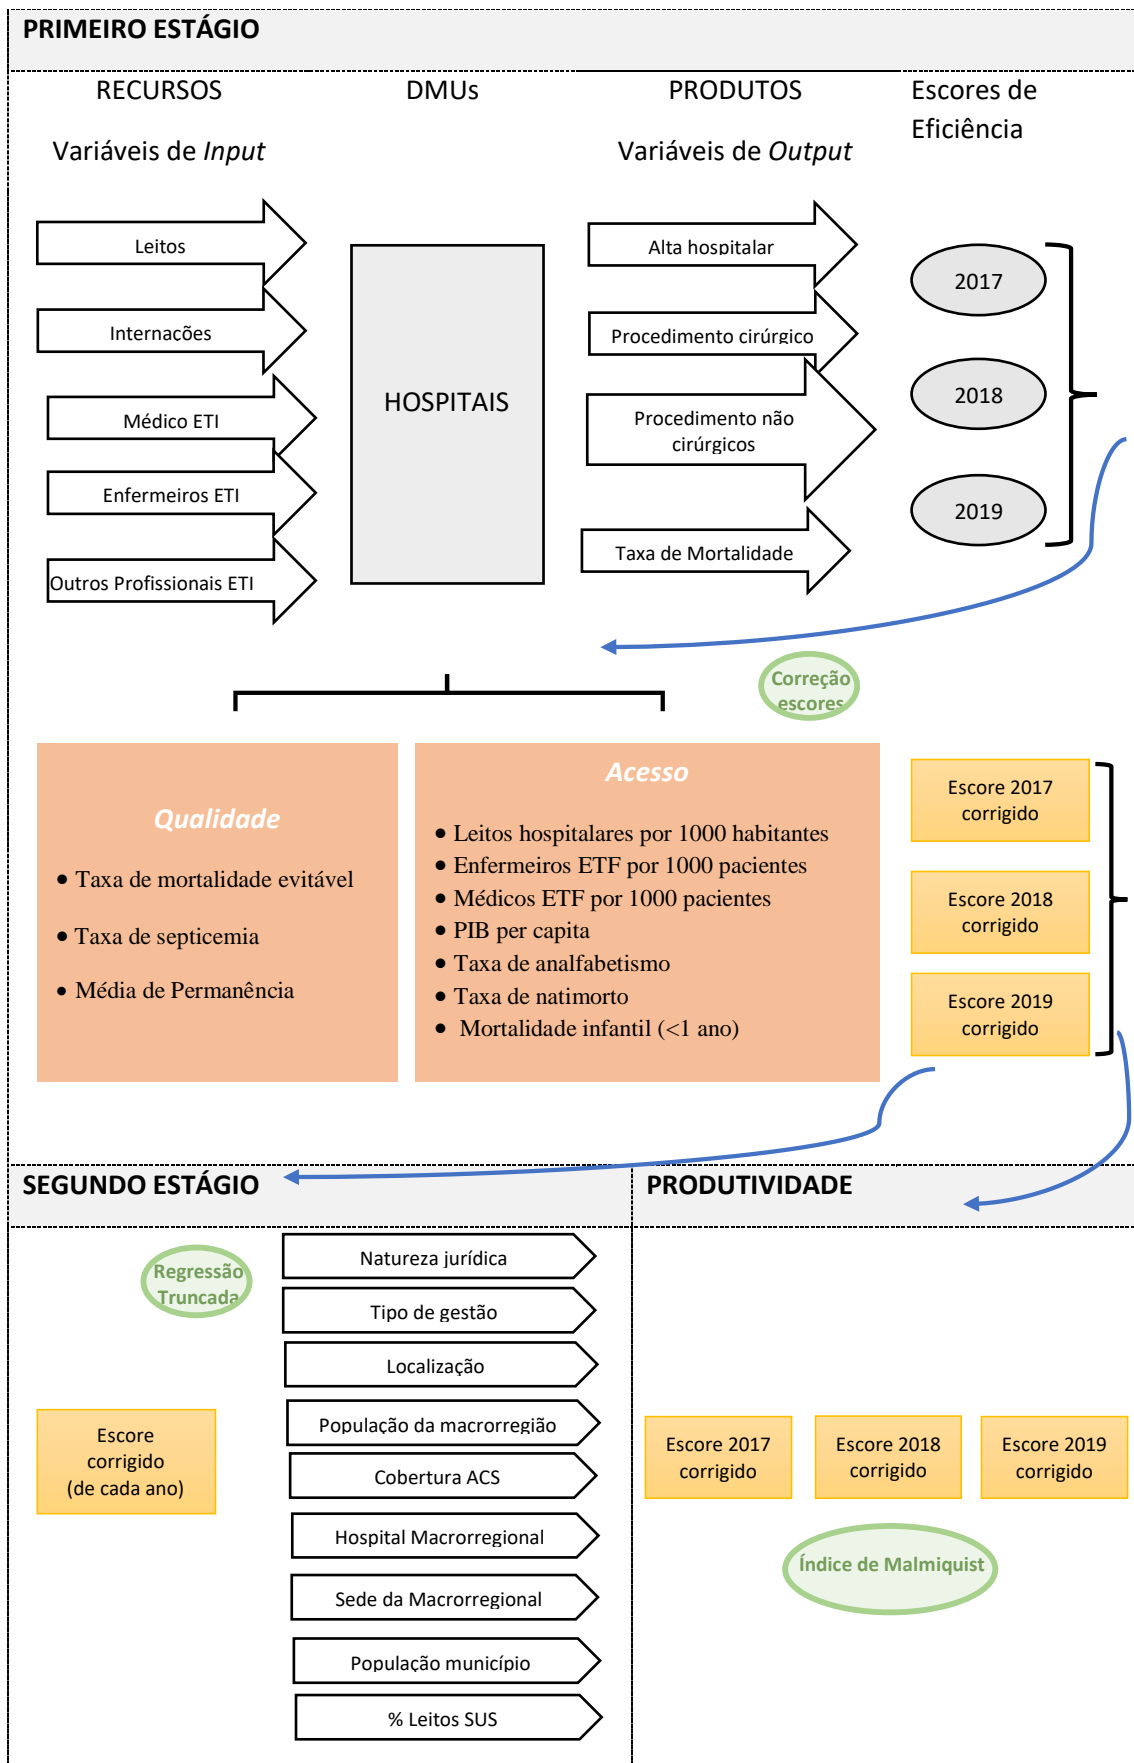 PRIMEIRO ESTÁGIO
RECURSOS
DMUs
PRODUTOS
Escores de
Eficiência
Variáveis de Input
Variáveis de Output
Leitos
Internações
Médico ETI
Enfermeiros ETI
Outros Profissionais ETI
HOSPITAIS
Alta hospitalar
Procedimento cirúrgico
Procedimento não
cirúrgicos
Taxa de Mortalidade
2017
2018
2019
Correção
escores
Qualidade
• Taxa de mortalidade evitável
• Taxa de septicemia
• Média de Permanência
Acesso
• Leitos hospitalares por 1000 habitantes
• Enfermeiros ETF por 1000 pacientes
• Médicos ETF por 1000 pacientes
• PIB per capita
• Taxa de analfabetismo
• Taxa de natimorto
• Mortalidade infantil (<1 ano)
Escore 2017
corrigido
Escore 2018
corrigido
Escore 2019
corrigido
SEGUNDO ESTÁGIO
Regressão
Truncada
Escore
corrigido
(de cada ano)
Natureza jurídica
Tipo de gestão
Localização
População da macrorregião
Cobertura ACS
Hospital Macrorregional
Sede da Macrorregional
População município
% Leitos SUS
PRODUTIVIDADE
Escore 2017
corrigido
Escore 2018
corrigido
Escore 2019
corrigido
Índice de Malmiquist